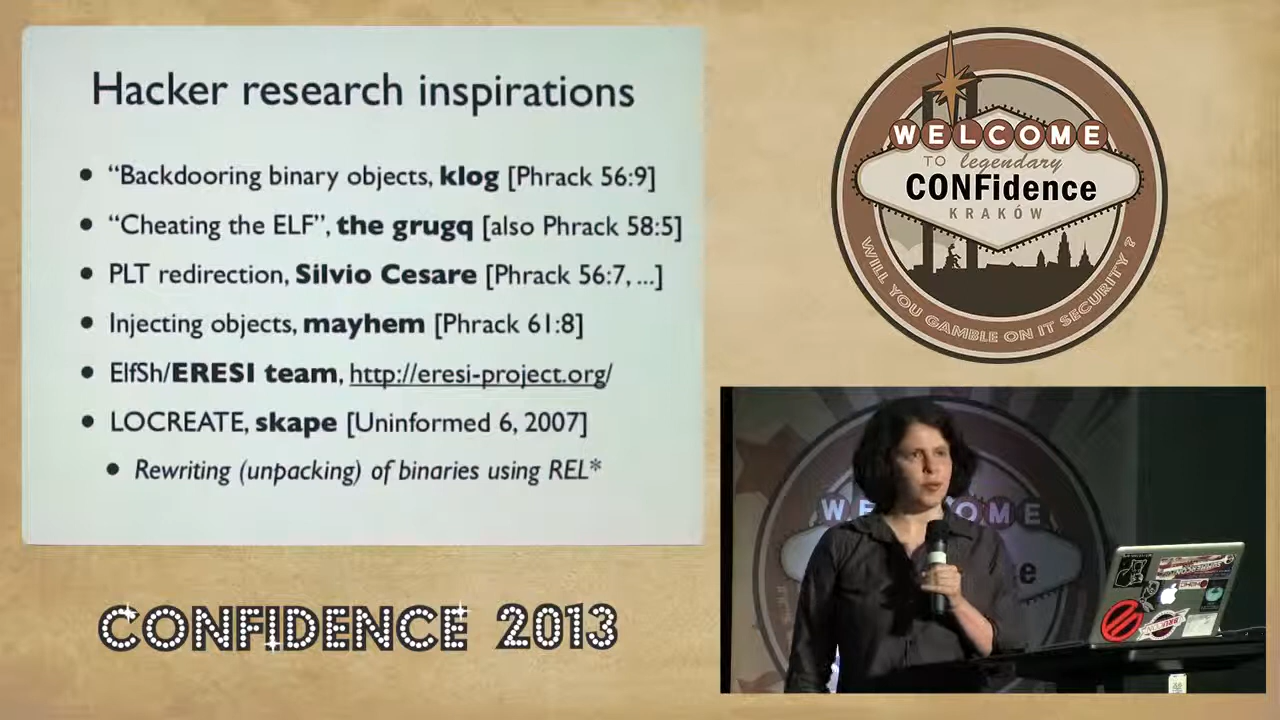 Hacker research inspirations
• “Backdooring binary objects, klog [Phrack 56:9]
• “Cheating the ELF”, the grugq [also Phrack 58:5]
• PLT redirection, Silvio Cesare [Phrack 56:7, ...]
• Injecting objects, mayhem [Phrack 61:8]
• ElfSh/ERESI team, http://eresi-project.org/
• LOCREATE, skape [Uninformed 6, 2007]
• Rewriting (unpacking) of binaries using REL*
WELCOME
TO legendary
CONFidence
KRAKÓW
WILL YOU GAMBLE ON IT SECURITY ?
CONFIDENCE 2013
WE OME
e